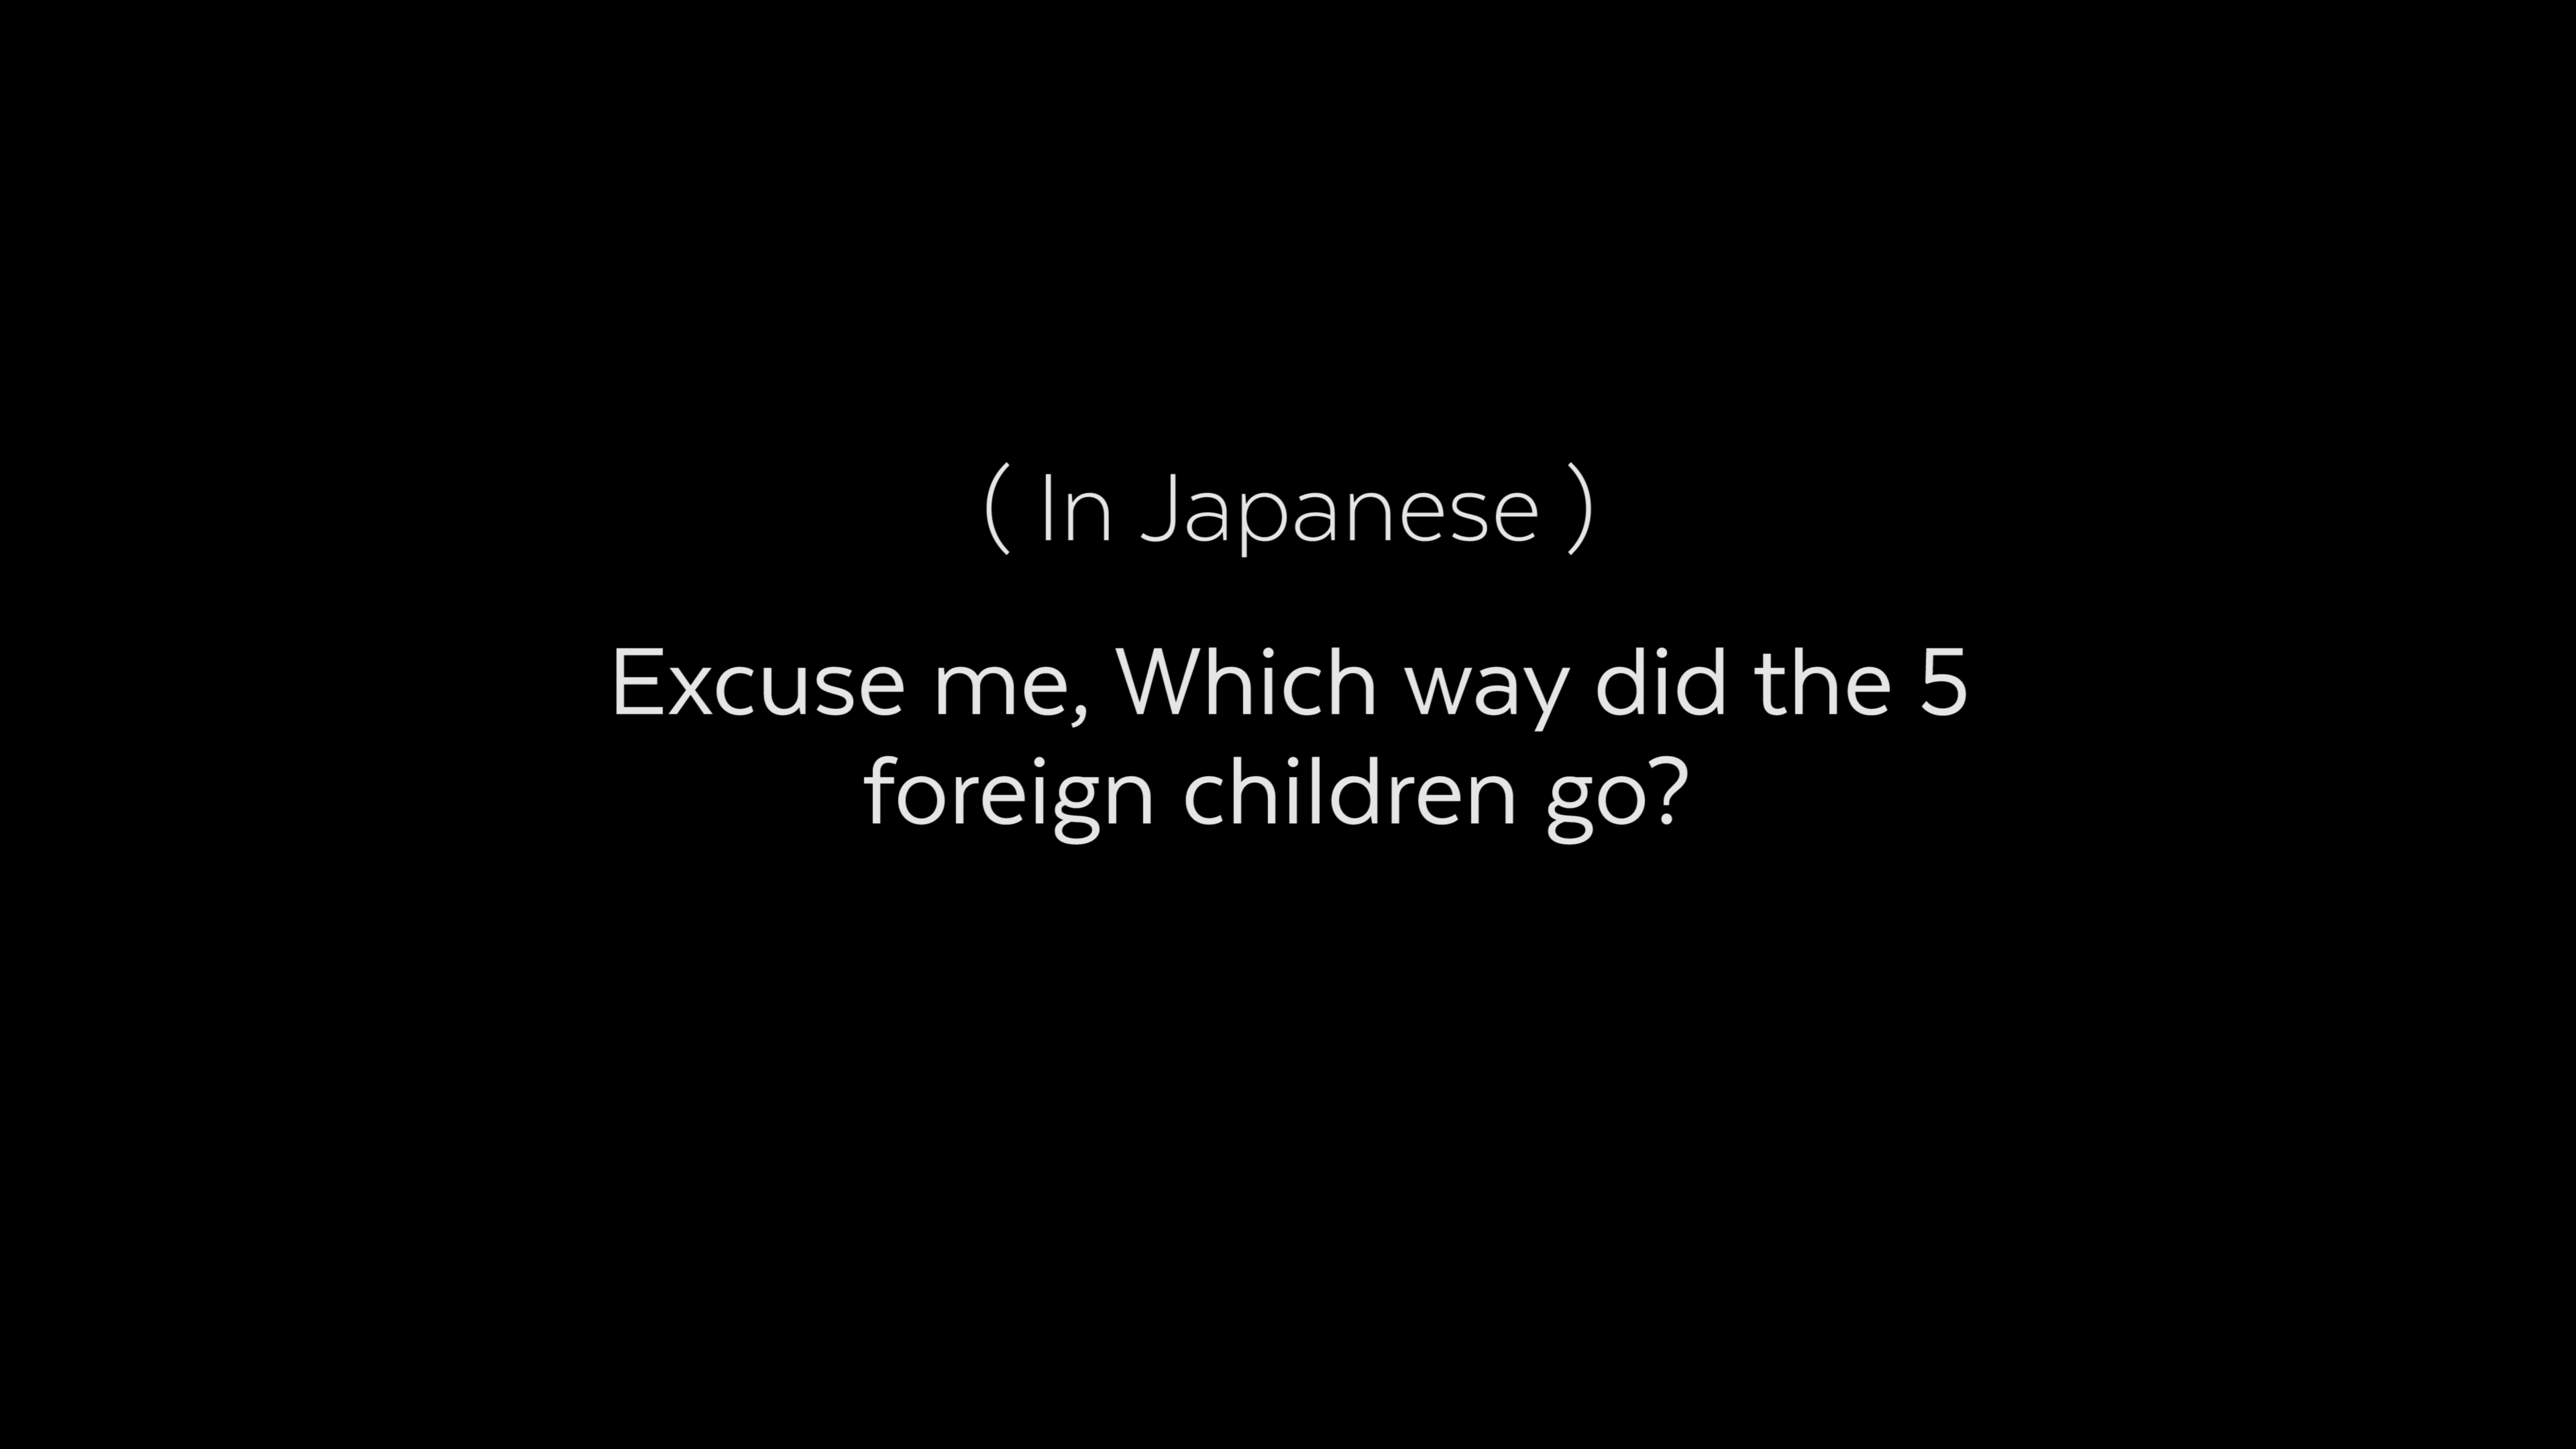 ( In Japanese )
Excuse me, Which way did the 5
foreign children go?